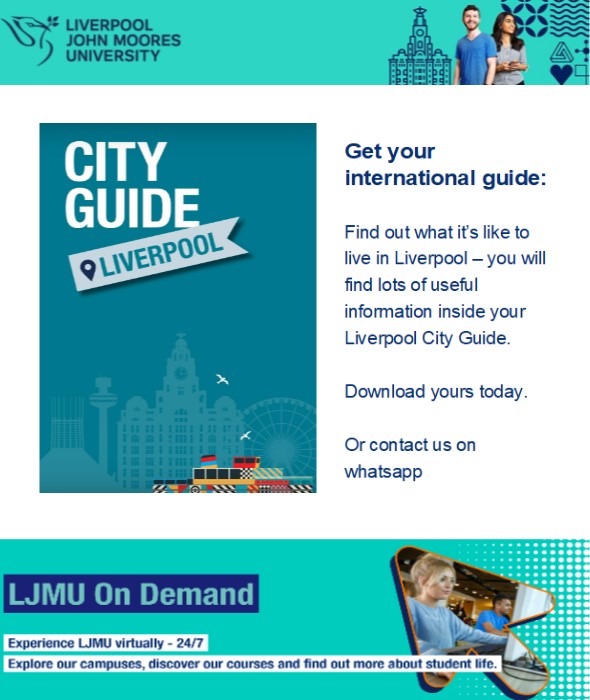 LIVERPOOL
JOHN MOORES
UNIVERSITY
CITY
GUIDE
LIVERPOOL
Get your
international guide:
Find out what it's like to
live in Liverpool – you will
find lots of useful
information inside your
Liverpool City Guide.
Download yours today.
Or contact us on
whatsapp
LJMU On Demand
Experience LJMU virtually - 24/7
Explore our campuses, discover our courses and find out more about student life.